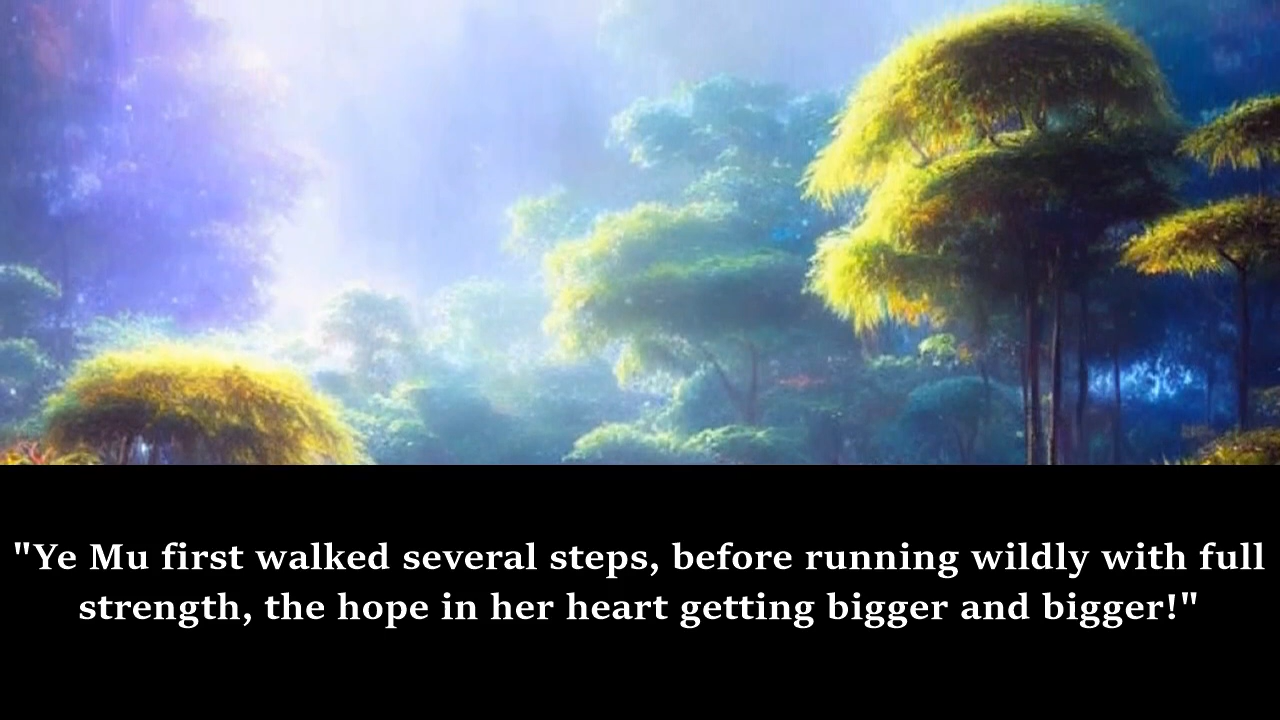 "Ye Mu first walked several steps, before running wildly with full
strength, the hope in her heart getting bigger and bigger!"